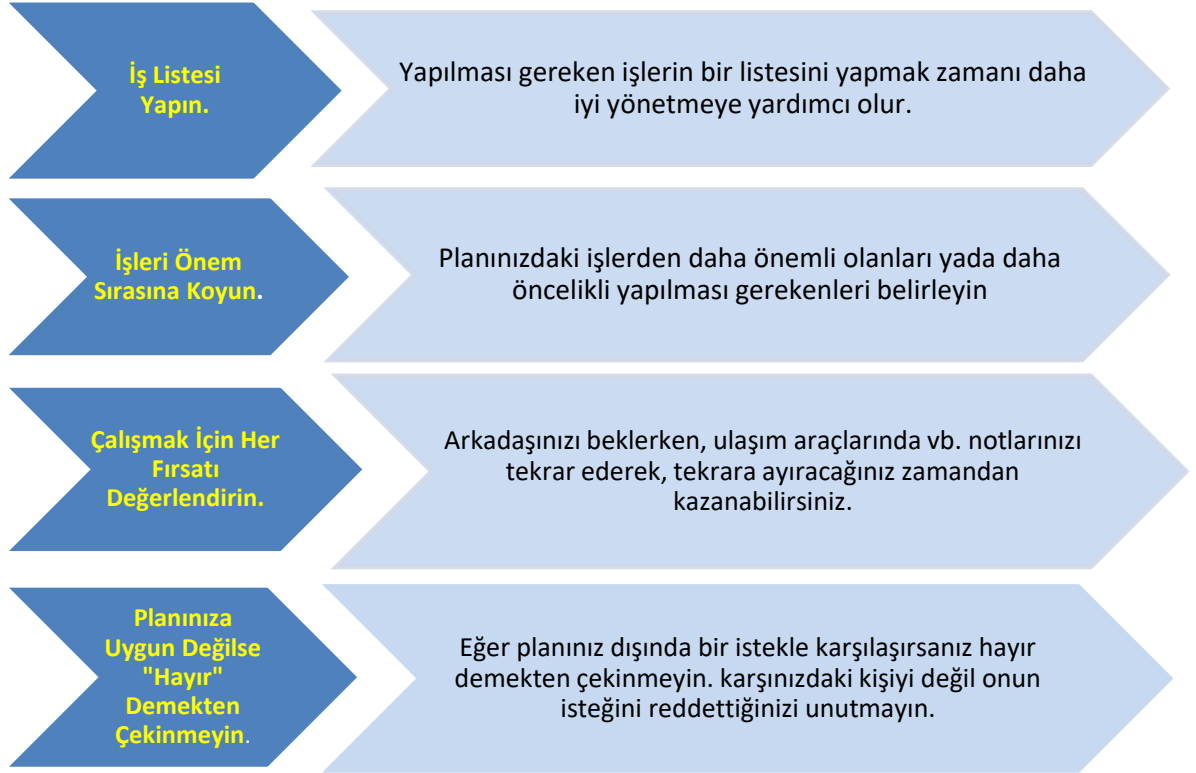 İş Listesi
Yapın.
Yapılması gereken işlerin bir listesini yapmak zamanı daha
iyi yönetmeye yardımcı olur.
İşleri Önem
Sırasına Koyun.
Planınızdaki işlerden daha önemli olanları yada daha
öncelikli yapılması gerekenleri belirleyin
Çalışmak İçin Her
Fırsatı
Değerlendirin.
Arkadaşınızı beklerken, ulaşım araçlarında vb. notlarınızı
tekrar ederek, tekrara ayıracağınız zamandan
kazanabilirsiniz.
Planınıza
Uygun Değilse
"Hayır"
Demekten
Çekinmeyin.
Eğer planınız dışında bir istekle karşılaşırsanız hayır
demekten çekinmeyin. karşınızdaki kişiyi değil onun
isteğini reddettiğinizi unutmayın.